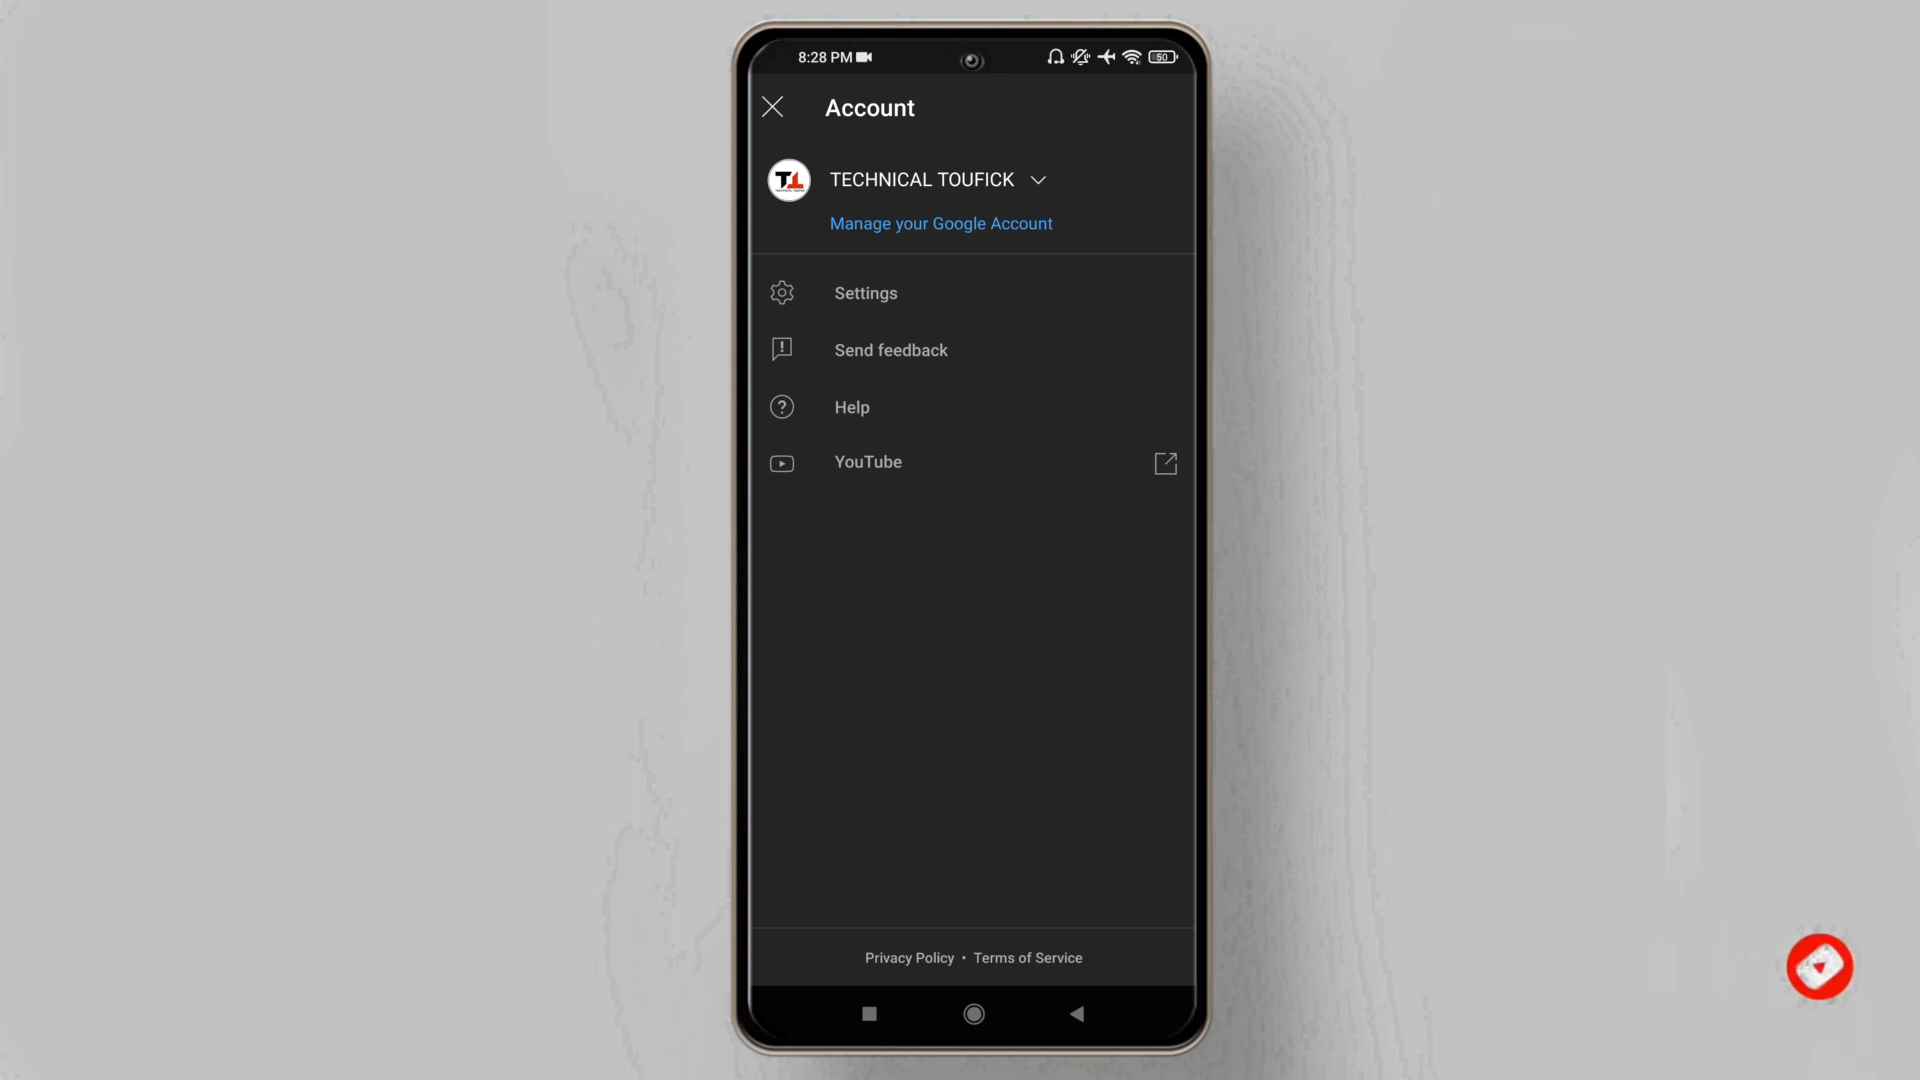 8:28 PM
50
Account
TECHNICAL TOUFICK
Manage your Google Account
Settings
Send feedback
Help
YouTube
Privacy Policy • Terms of Service